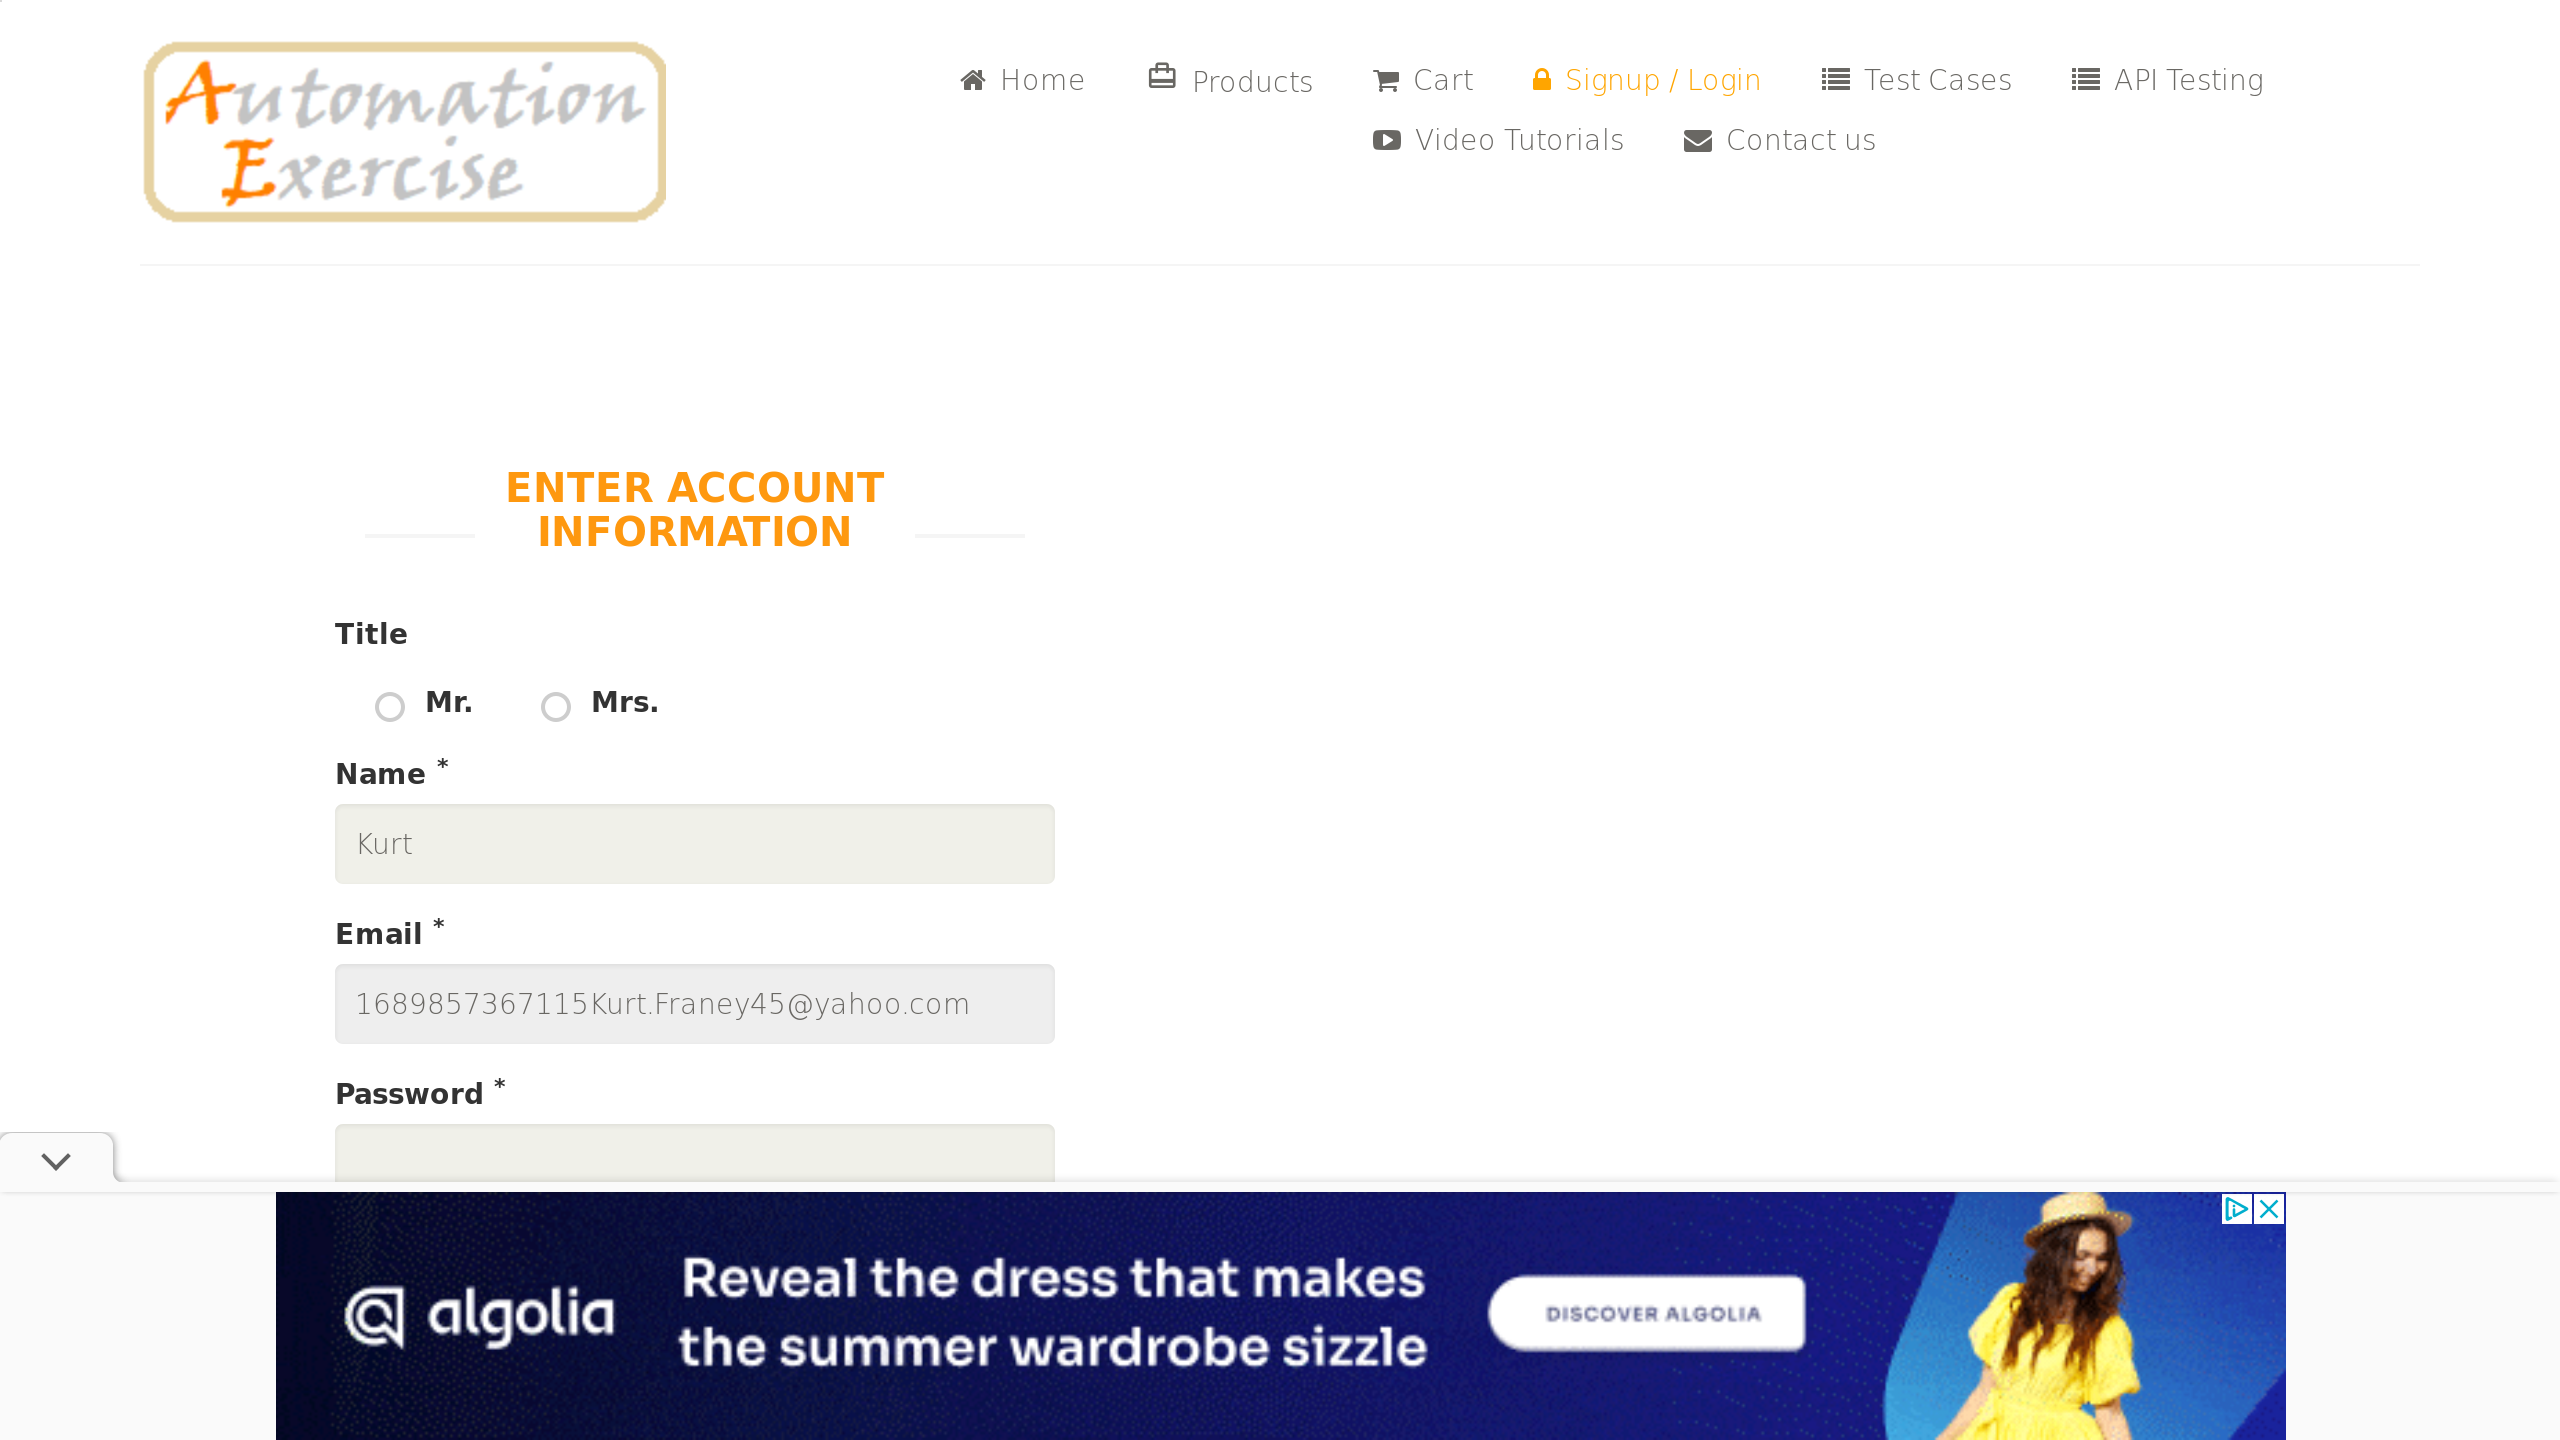 Automation
Exercise
Home
Products
Cart
Signup / Login
Test Cases
API Testing
Video Tutorials
Contact us
ENTER ACCOUNT
INFORMATION
Title
Mr.
Mrs.
Name *
Kurt
Email *
1689857367115Kurt.Franey45@yahoo.com
Password *
algolia
Reveal the dress that makes
the summer wardrobe sizzle
DISCOVER ALGOLIA